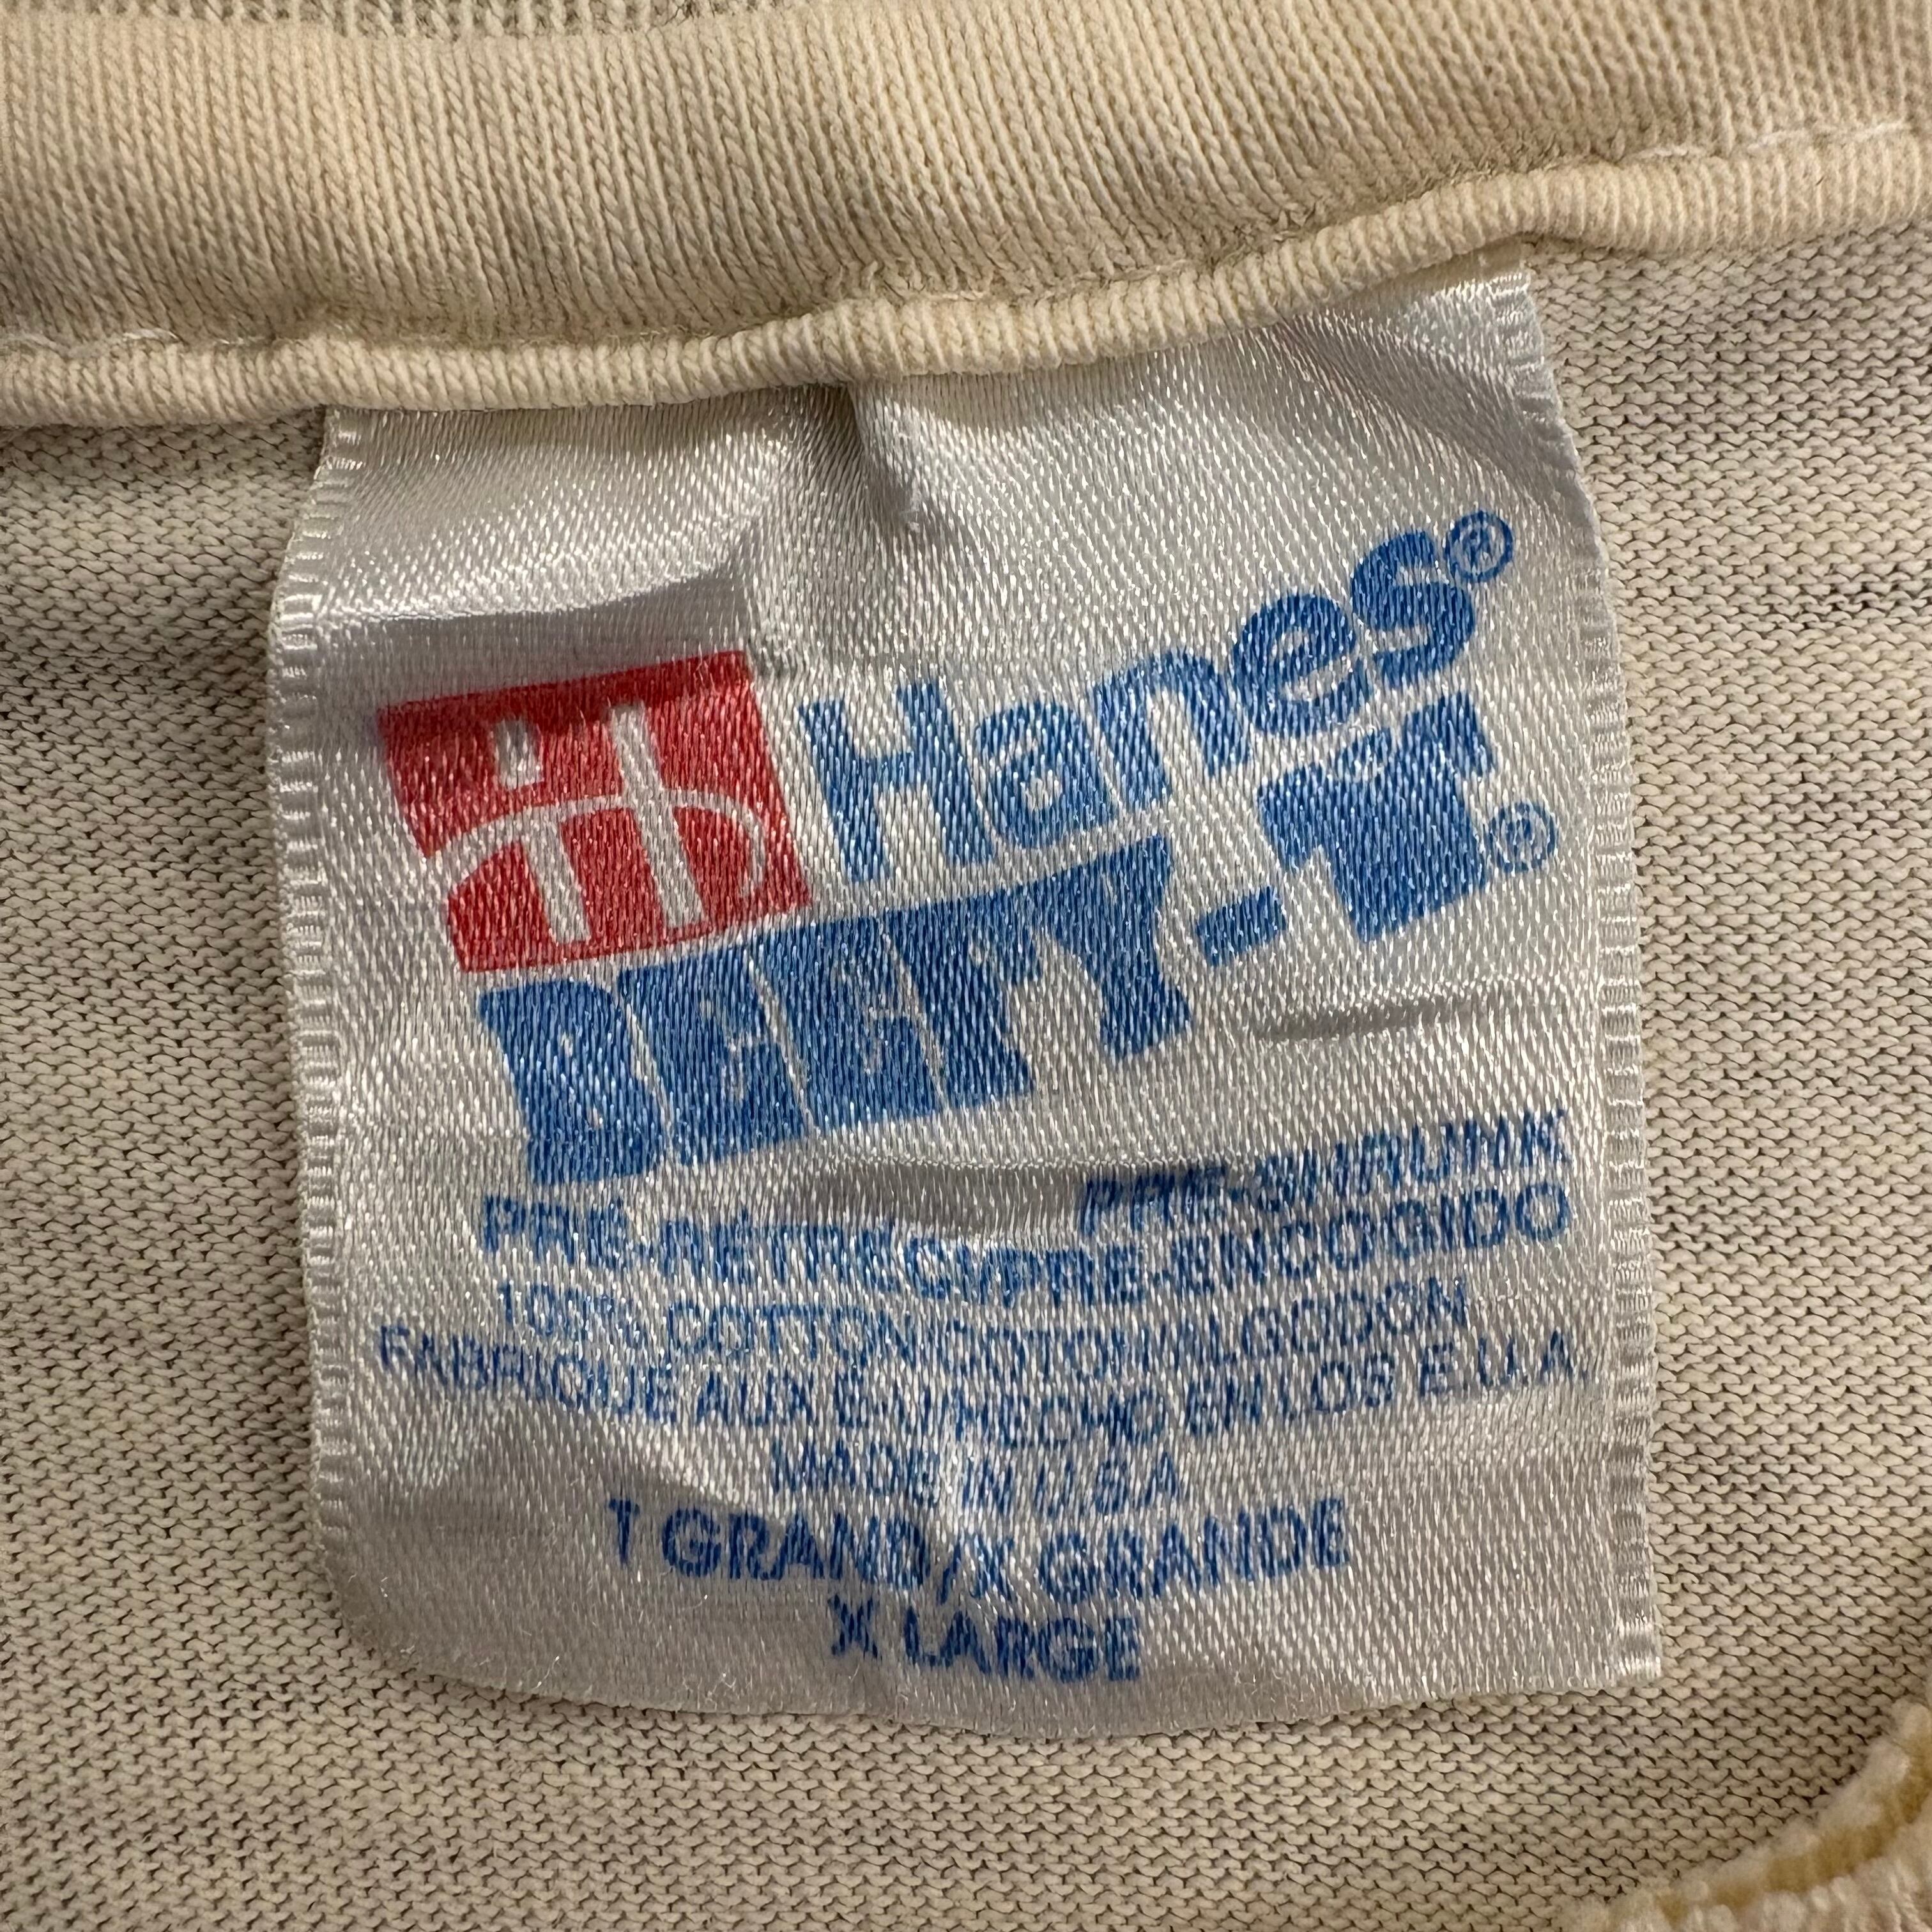 Hanes®
BEEFY-T®
PRE-SHRUNK
PRÉ-RÉTRÉCI/PRE-ENCOGIDO
100% COTTON/COTON/ALGODON
FABRIQUÉ AUX E.U./HECHO EN LOS E.U.A.
MADE IN U.S.A.
T GRAND/X GRANDE
X LARGE